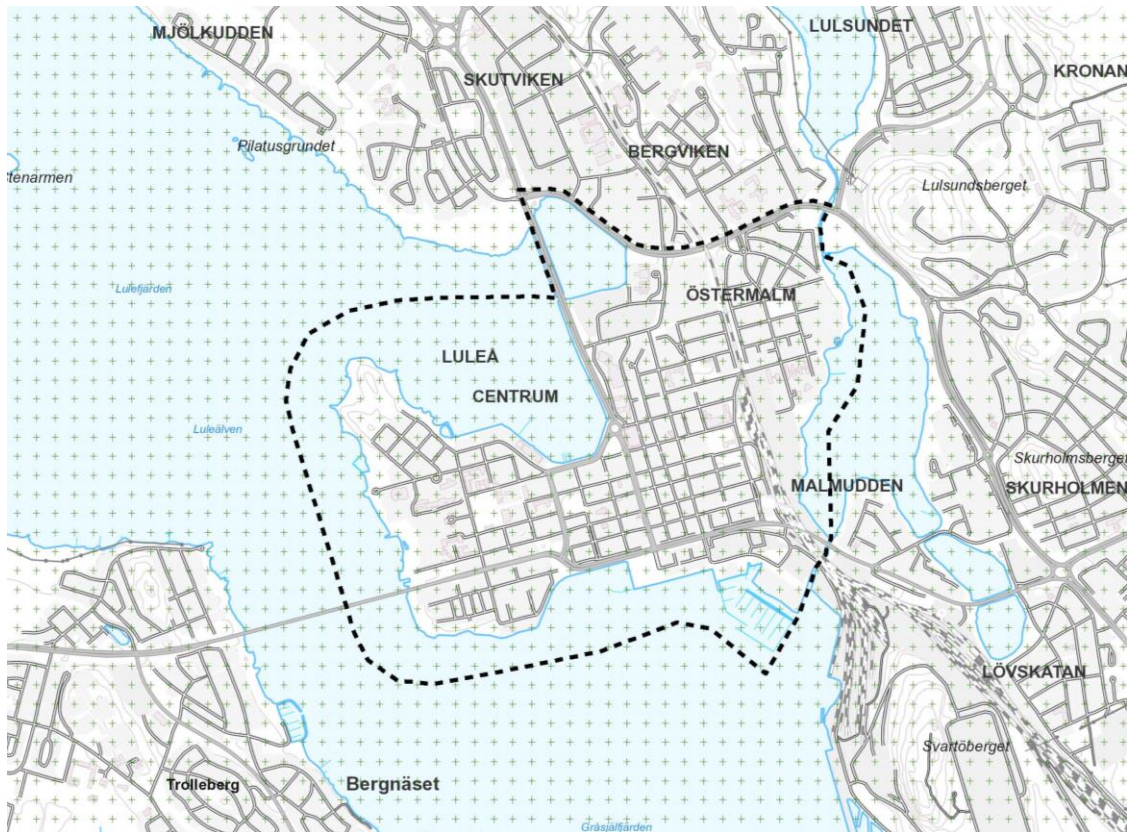 MJÖLKUDDEN
LULSUNDET
SKUTVIKEN
KRONAN
Pilatusgrundet
BERGVIKEN
tenarmen
Lulsundsberget
Lulefjärden
ÖSTERMALM
LULEÅ
CENTRUM
Luleälven
Skurholmsberget
MALMUDDEN
SKURHOLMEN
LÖVSKATAN
Svartöberget
Trolleberg
Bergnäset
Gråsjälfjärden